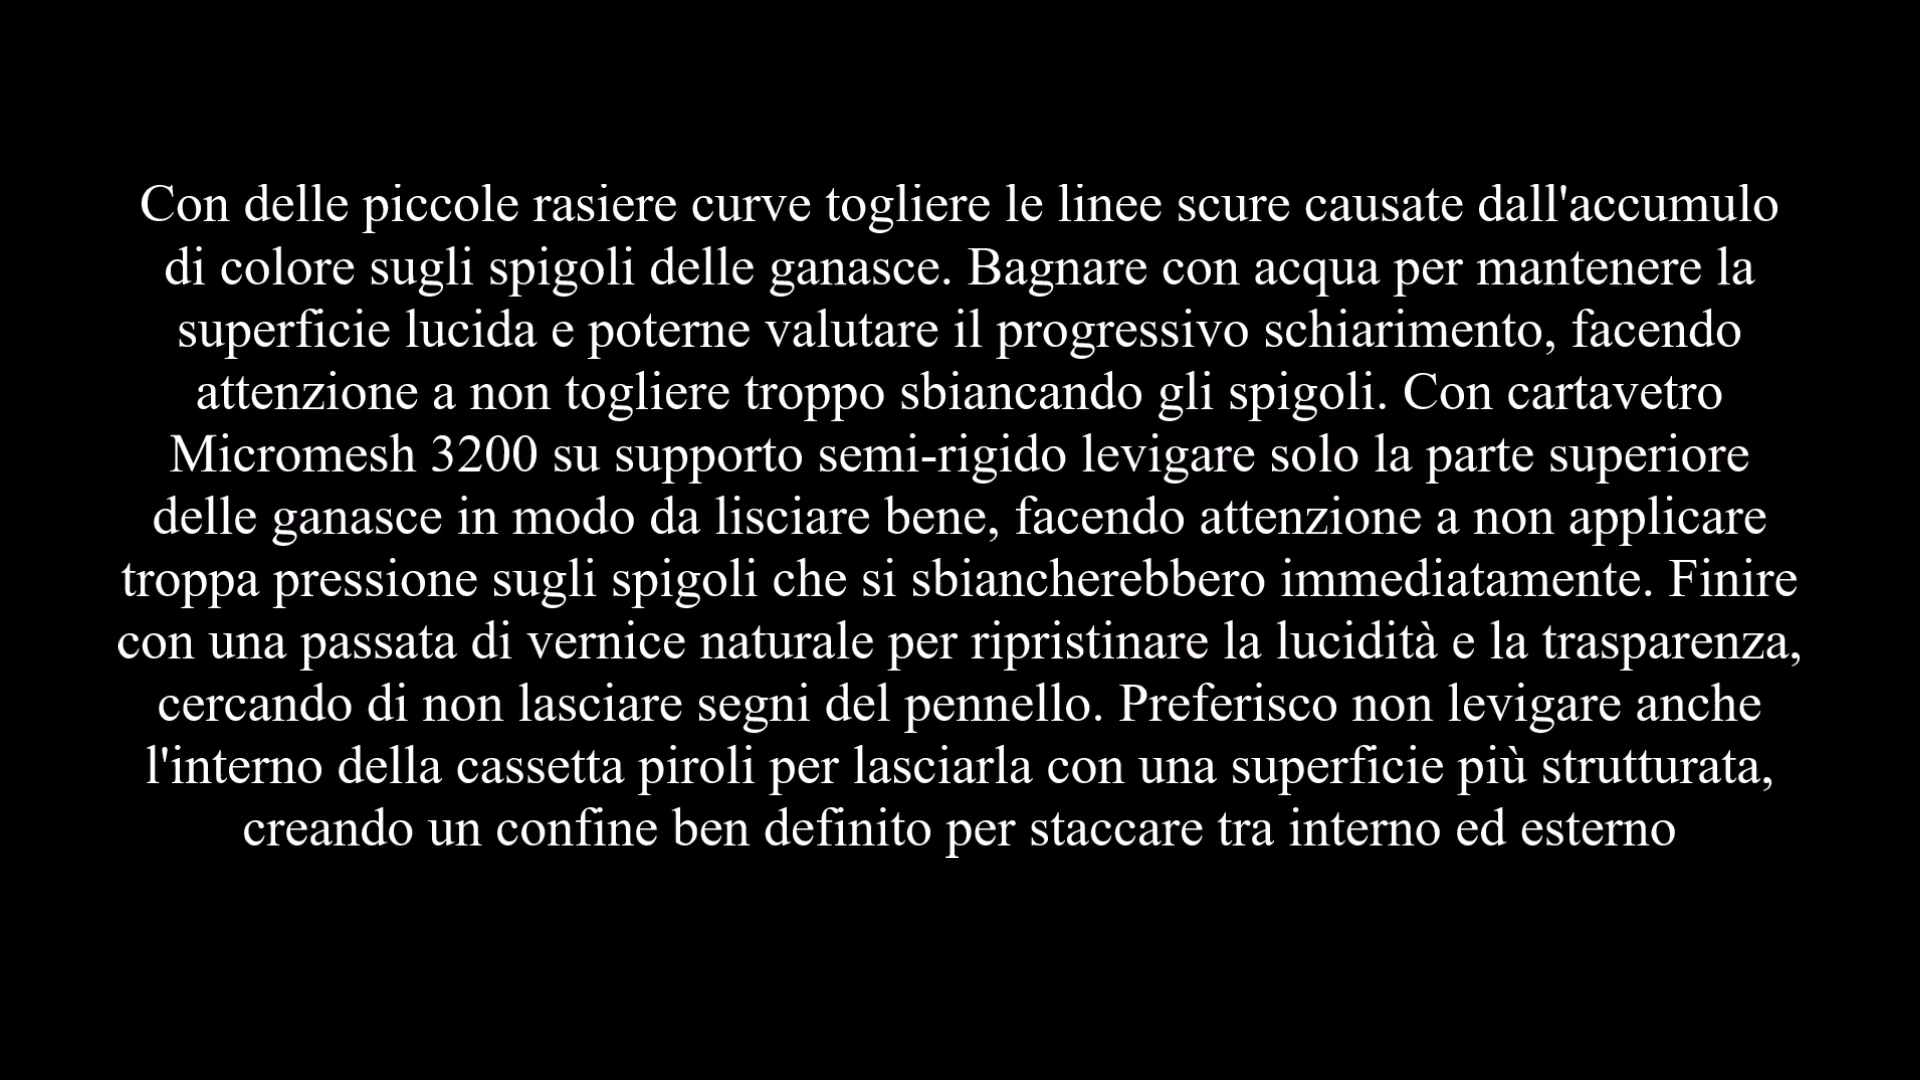 Con delle piccole rasiere curve togliere le linee scure causate dall'accumulo
di colore sugli spigoli delle ganasce. Bagnare con acqua per mantenere la
superficie lucida e poterne valutare il progressivo schiarimento, facendo
attenzione a non togliere troppo sbiancando gli spigoli. Con cartavetro
Micromesh 3200 su supporto semi-rigido levigare solo la parte superiore
delle ganasce in modo da lisciare bene, facendo attenzione a non applicare
troppa pressione sugli spigoli che si sbiancherebbero immediatamente. Finire
con una passata di vernice naturale per ripristinare la lucidità e la trasparenza,
cercando di non lasciare segni del pennello. Preferisco non levigare anche
l'interno della cassetta piroli per lasciarla con una superficie più strutturata,
creando un confine ben definito per staccare tra interno ed esterno